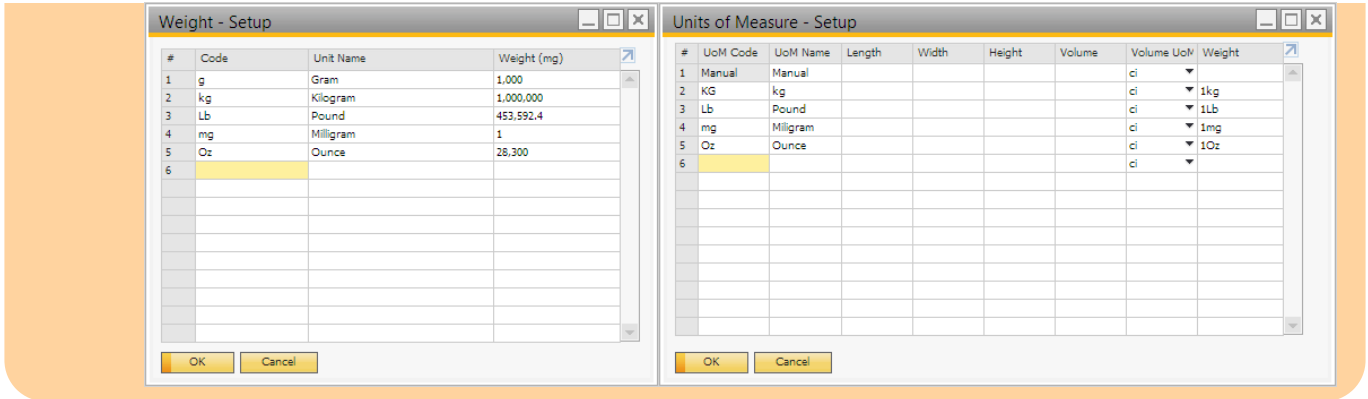 Weight - Setup
# Code Unit Name Weight (mg)
1 g Gram 1,000
2 kg Kilogram 1,000,000
3 Lb Pound 453,592.4
4 mg Milligram 1
5 Oz Ounce 28,300
6
OK Cancel
Units of Measure - Setup
# UoM Code UoM Name Length Width Height Volume Volume UoM Weight
1 Manual Manual ci
2 KG kg ci 1kg
3 Lb Pound ci 1Lb
4 mg Miligram ci 1mg
5 Oz Ounce ci 1Oz
6 ci
OK Cancel